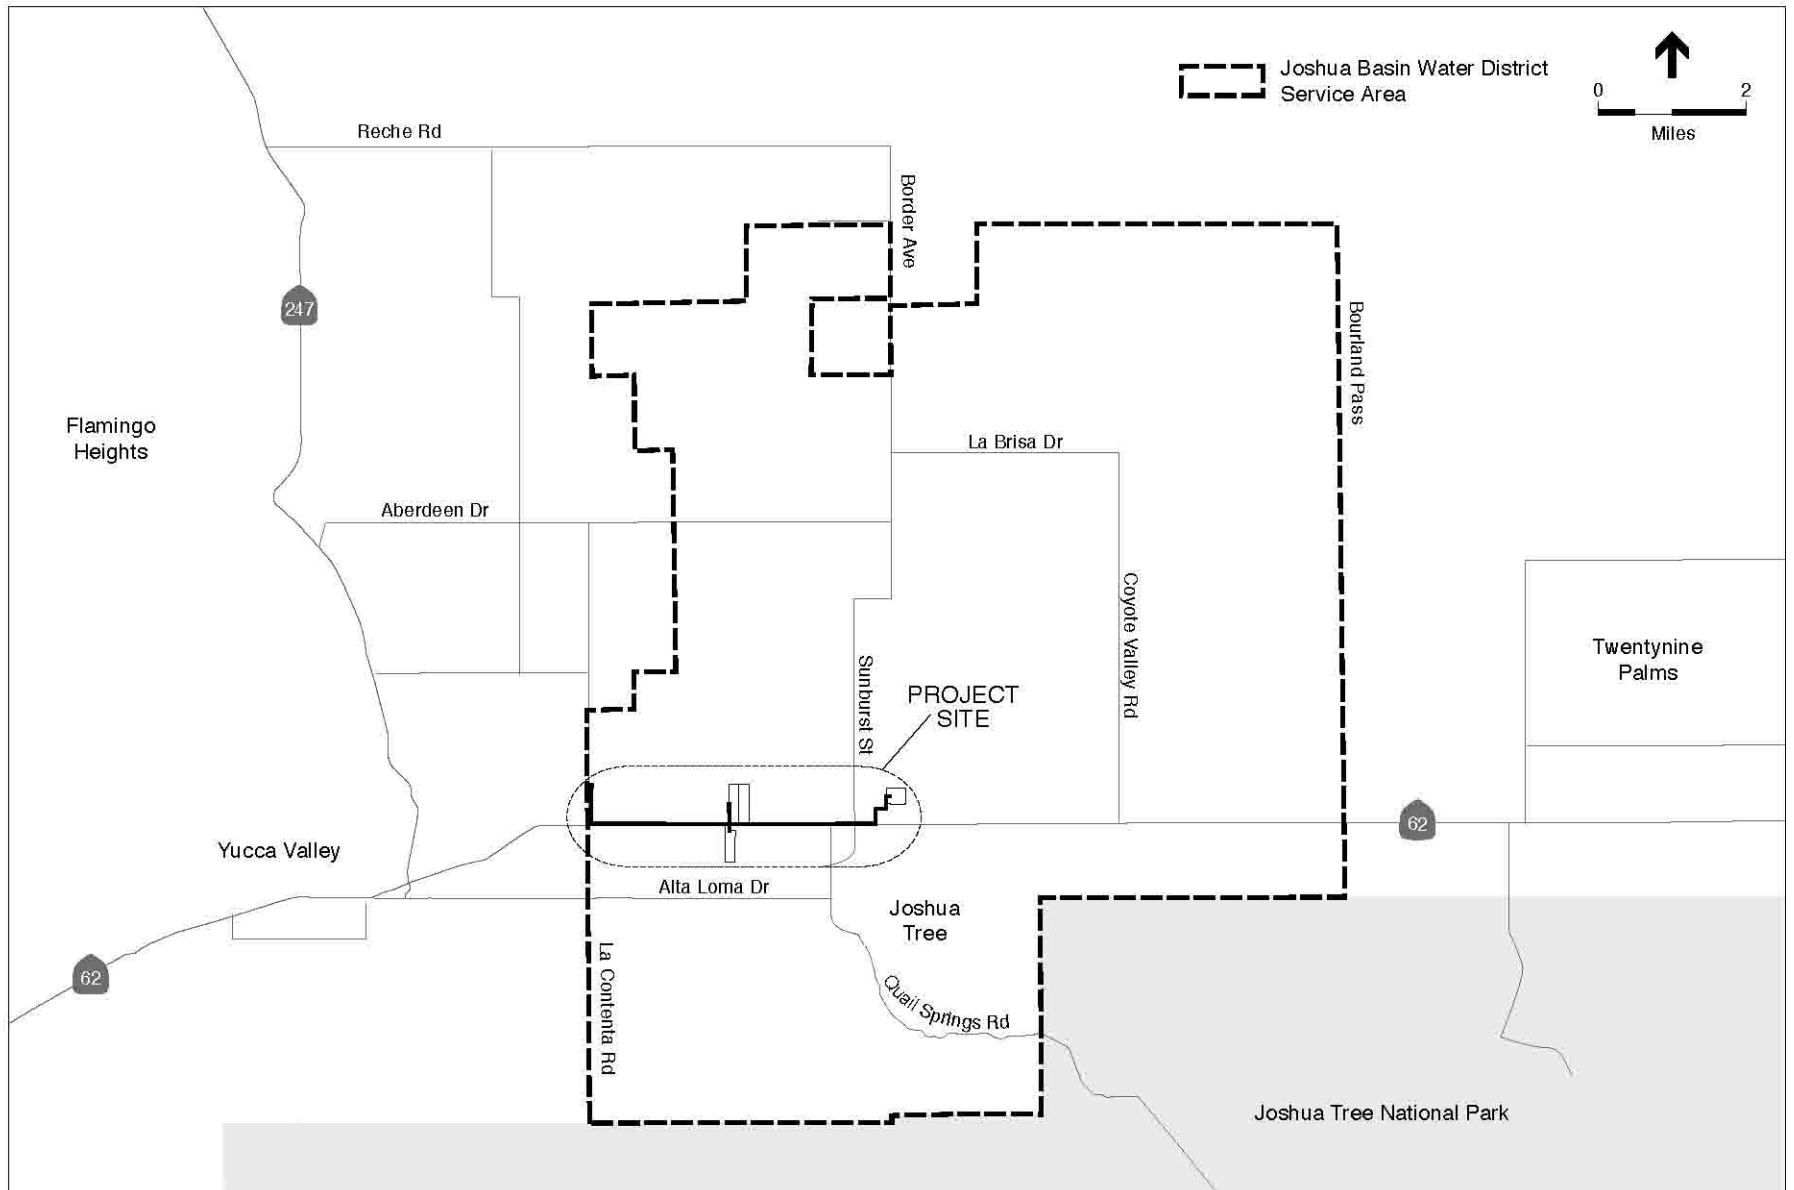 Joshua Basin Water District
Service Area
0 2
Miles
Reche Rd
Border Ave
247
Bourland Pass
Flamingo
Heights
La Brisa Dr
Aberdeen Dr
Coyote Valley Rd
Twentynine
Palms
Sunburst St
PROJECT
SITE
62
Yucca Valley
Alta Loma Dr
Joshua
Tree
La Contenta Rd
62
Quail Springs Rd
Joshua Tree National Park